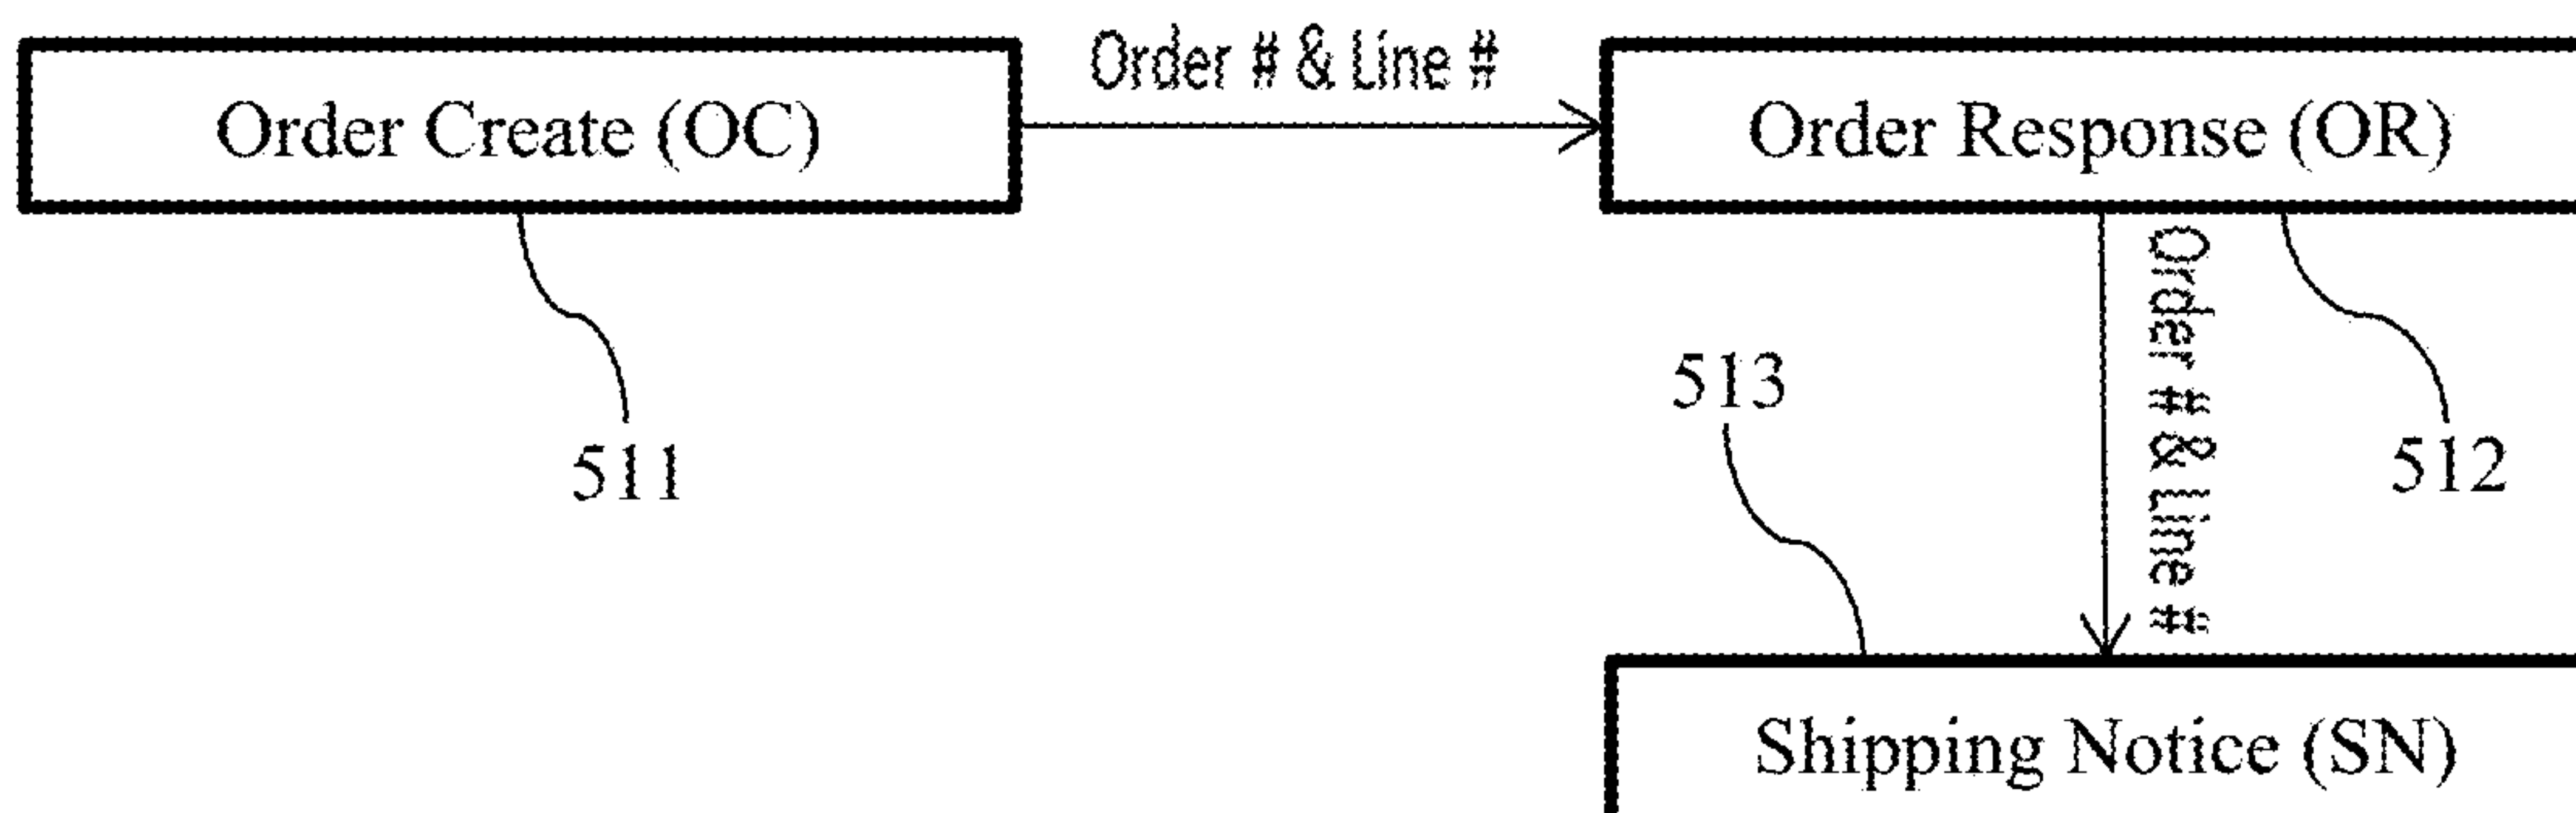 Order Create (OC)
Order # & Line #
Order Response (OR)
Order # & Line #
511
513
512
Shipping Notice (SN)